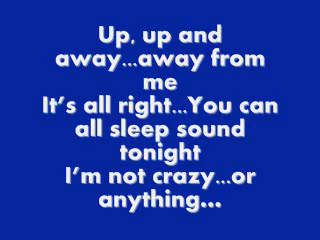 Up, up and
away...away from
me
It's all right...You can
all sleep sound
tonight
I'm not crazy...or
anything...